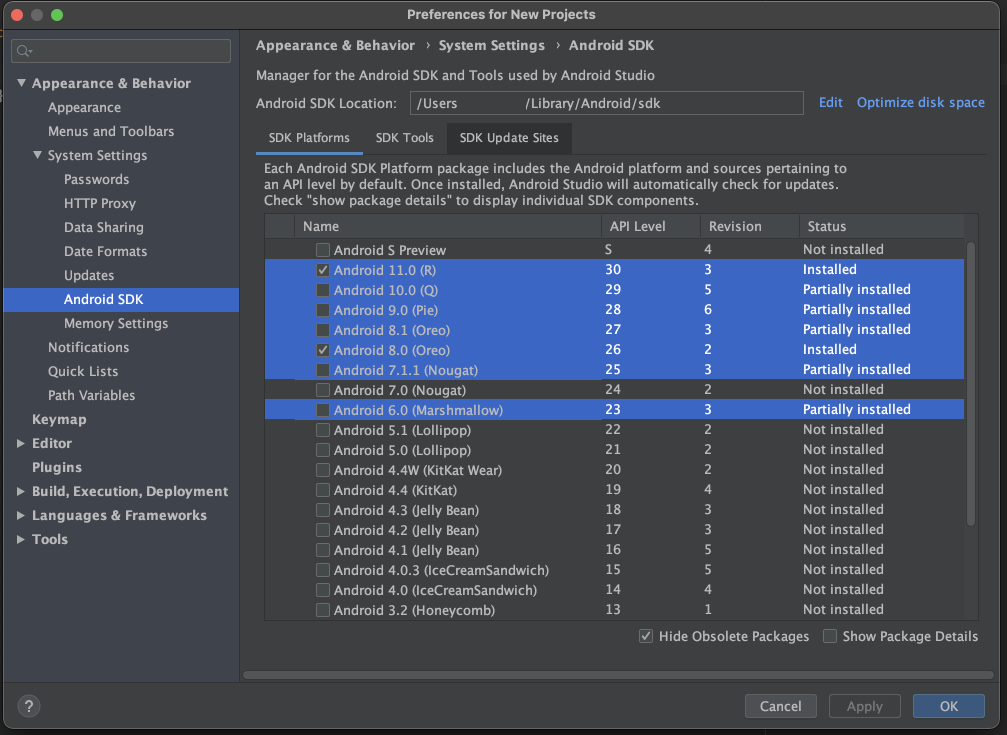 Preferences for New Projects
Appearance & Behavior
Appearance
Menus and Toolbars
System Settings
Passwords
HTTP Proxy
Data Sharing
Date Formats
Updates
Android SDK
Memory Settings
Notifications
Quick Lists
Path Variables
Keymap
Editor
Plugins
Build, Execution, Deployment
Languages & Frameworks
Tools
Appearance & Behavior › System Settings › Android SDK
Manager for the Android SDK and Tools used by Android Studio
Android SDK Location: /Users /Library/Android/sdk Edit Optimize disk space
SDK Platforms SDK Tools SDK Update Sites
Each Android SDK Platform package includes the Android platform and sources pertaining to
an API level by default. Once installed, Android Studio will automatically check for updates.
Check "show package details" to display individual SDK components.
Name API Level Revision Status
Android S Preview S 4 Not installed
Android 11.0 (R) 30 3 Installed
Android 10.0 (Q) 29 5 Partially installed
Android 9.0 (Pie) 28 6 Partially installed
Android 8.1 (Oreo) 27 3 Partially installed
Android 8.0 (Oreo) 26 2 Installed
Android 7.1.1 (Nougat) 25 3 Partially installed
Android 7.0 (Nougat) 24 2 Not installed
Android 6.0 (Marshmallow) 23 3 Partially installed
Android 5.1 (Lollipop) 22 2 Not installed
Android 5.0 (Lollipop) 21 2 Not installed
Android 4.4W (KitKat Wear) 20 2 Not installed
Android 4.4 (KitKat) 19 4 Not installed
Android 4.3 (Jelly Bean) 18 3 Not installed
Android 4.2 (Jelly Bean) 17 3 Not installed
Android 4.1 (Jelly Bean) 16 5 Not installed
Android 4.0.3 (IceCreamSandwich) 15 5 Not installed
Android 4.0 (IceCreamSandwich) 14 4 Not installed
Android 3.2 (Honeycomb) 13 1 Not installed
Hide Obsolete Packages Show Package Details
? Cancel Apply OK